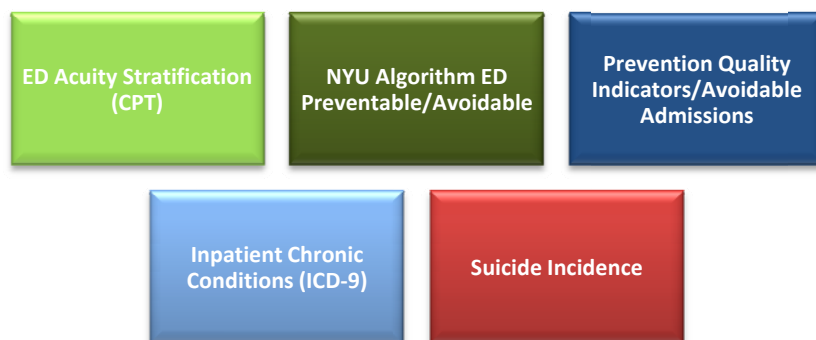 ED Acuity Stratification
(CPT)
NYU Algorithm ED
Preventable/Avoidable
Prevention Quality
Indicators/Avoidable
Admissions
Inpatient Chronic
Conditions (ICD-9)
Suicide Incidence